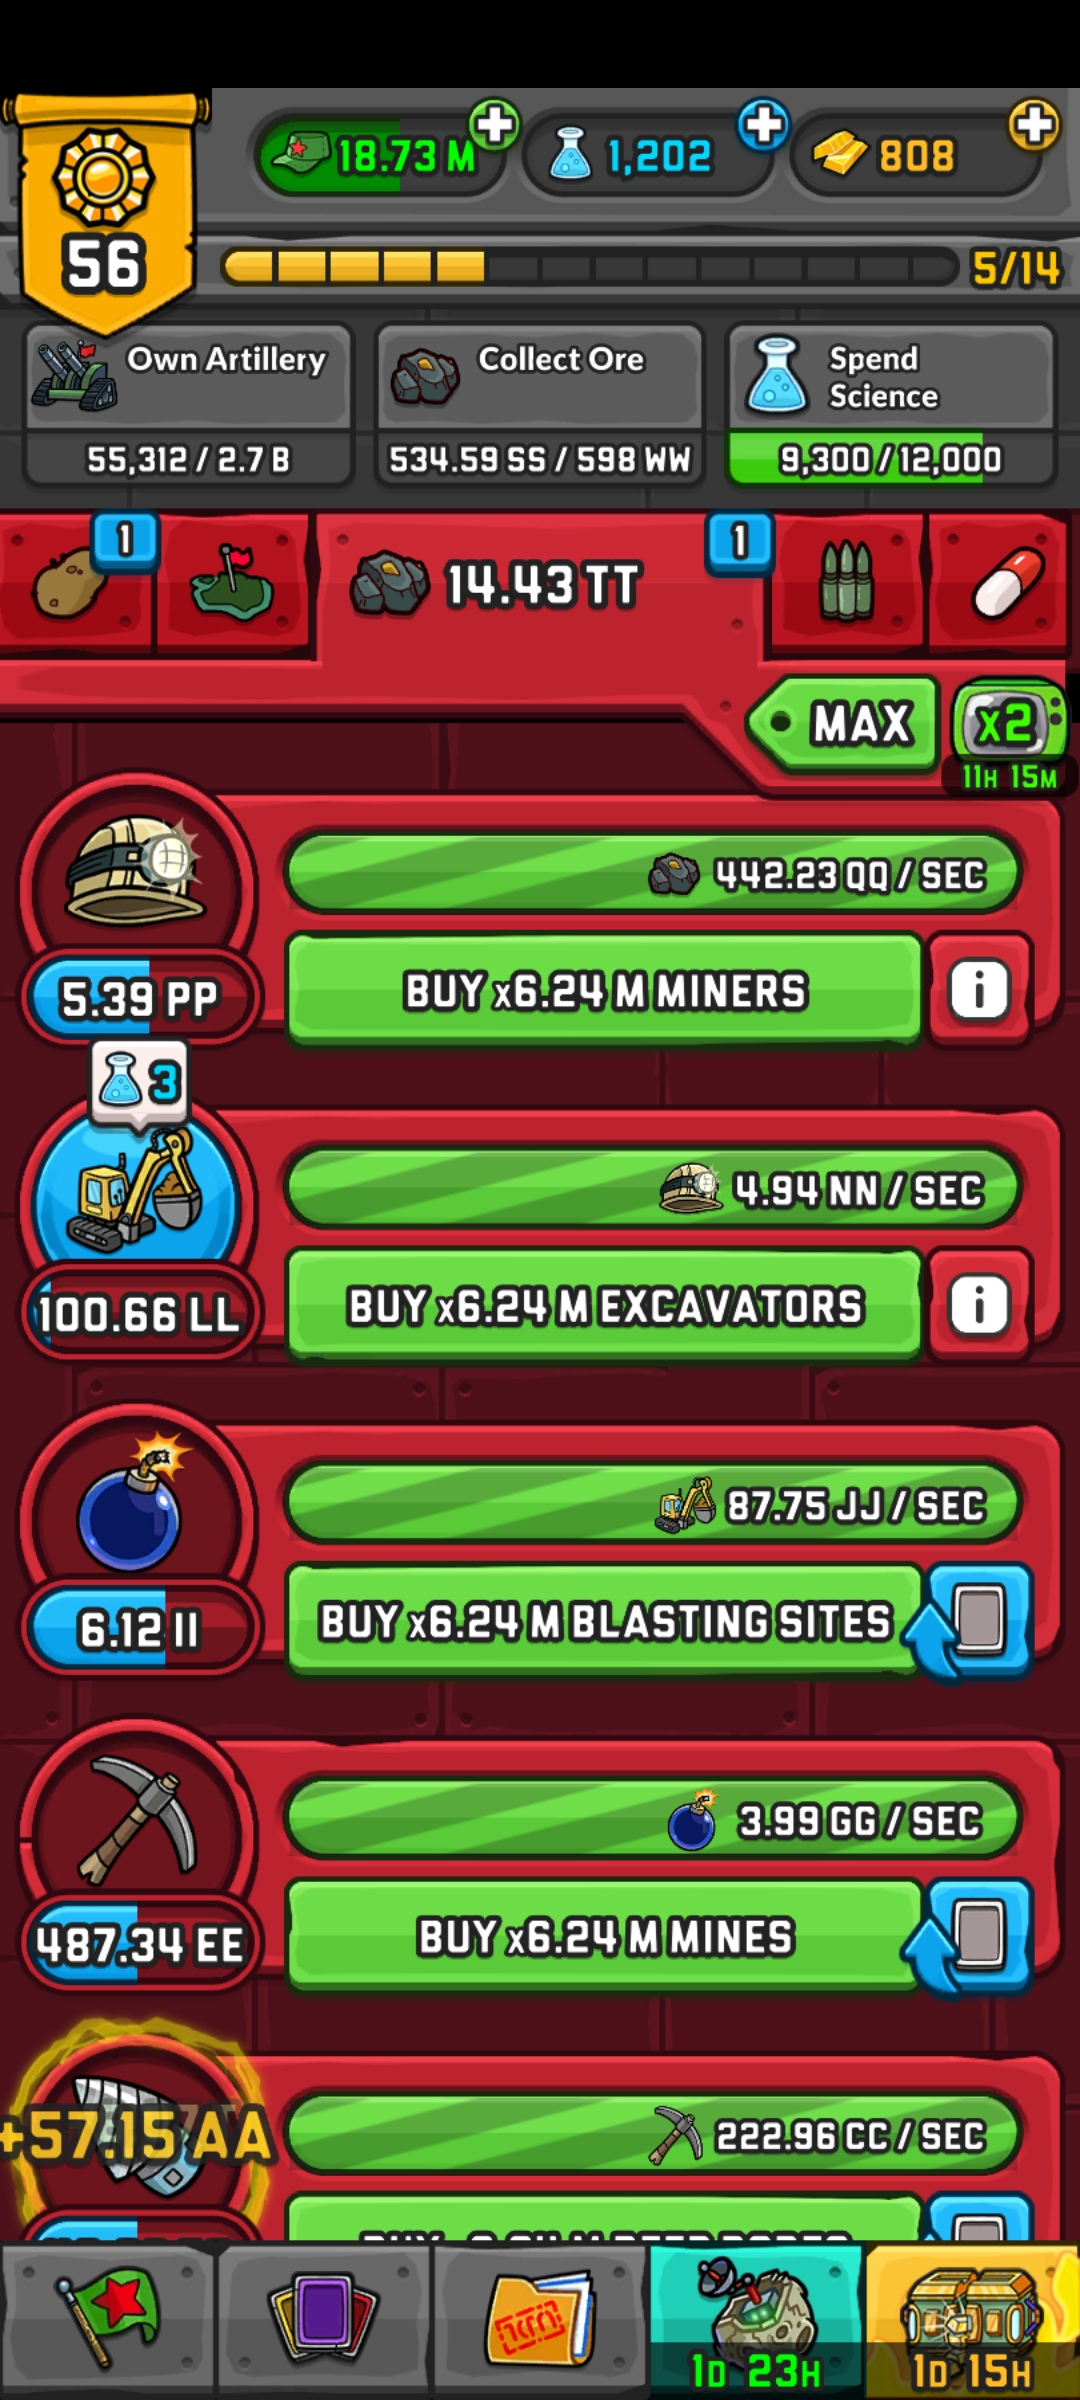 18.73 M
1,202
808
56
5/14
Own Artillery
55,312 / 2.7 B
Collect Ore
534.59 SS / 598 WW
Spend
Science
9,300 / 12,000
1
14.43 TT
1
MAX
x2
11H 15M
442.23 QQ / SEC
5.39 PP
BUY x6.24 M MINERS
i
3
4.94 NN / SEC
100.66 LL
BUY x6.24 M EXCAVATORS
i
87.75 JJ / SEC
6.12 II
BUY x6.24 M BLASTING SITES
3.99 GG / SEC
487.34 EE
BUY x6.24 M MINES
+57.15 AA
222.96 CC / SEC
1D 23H
1D 15H